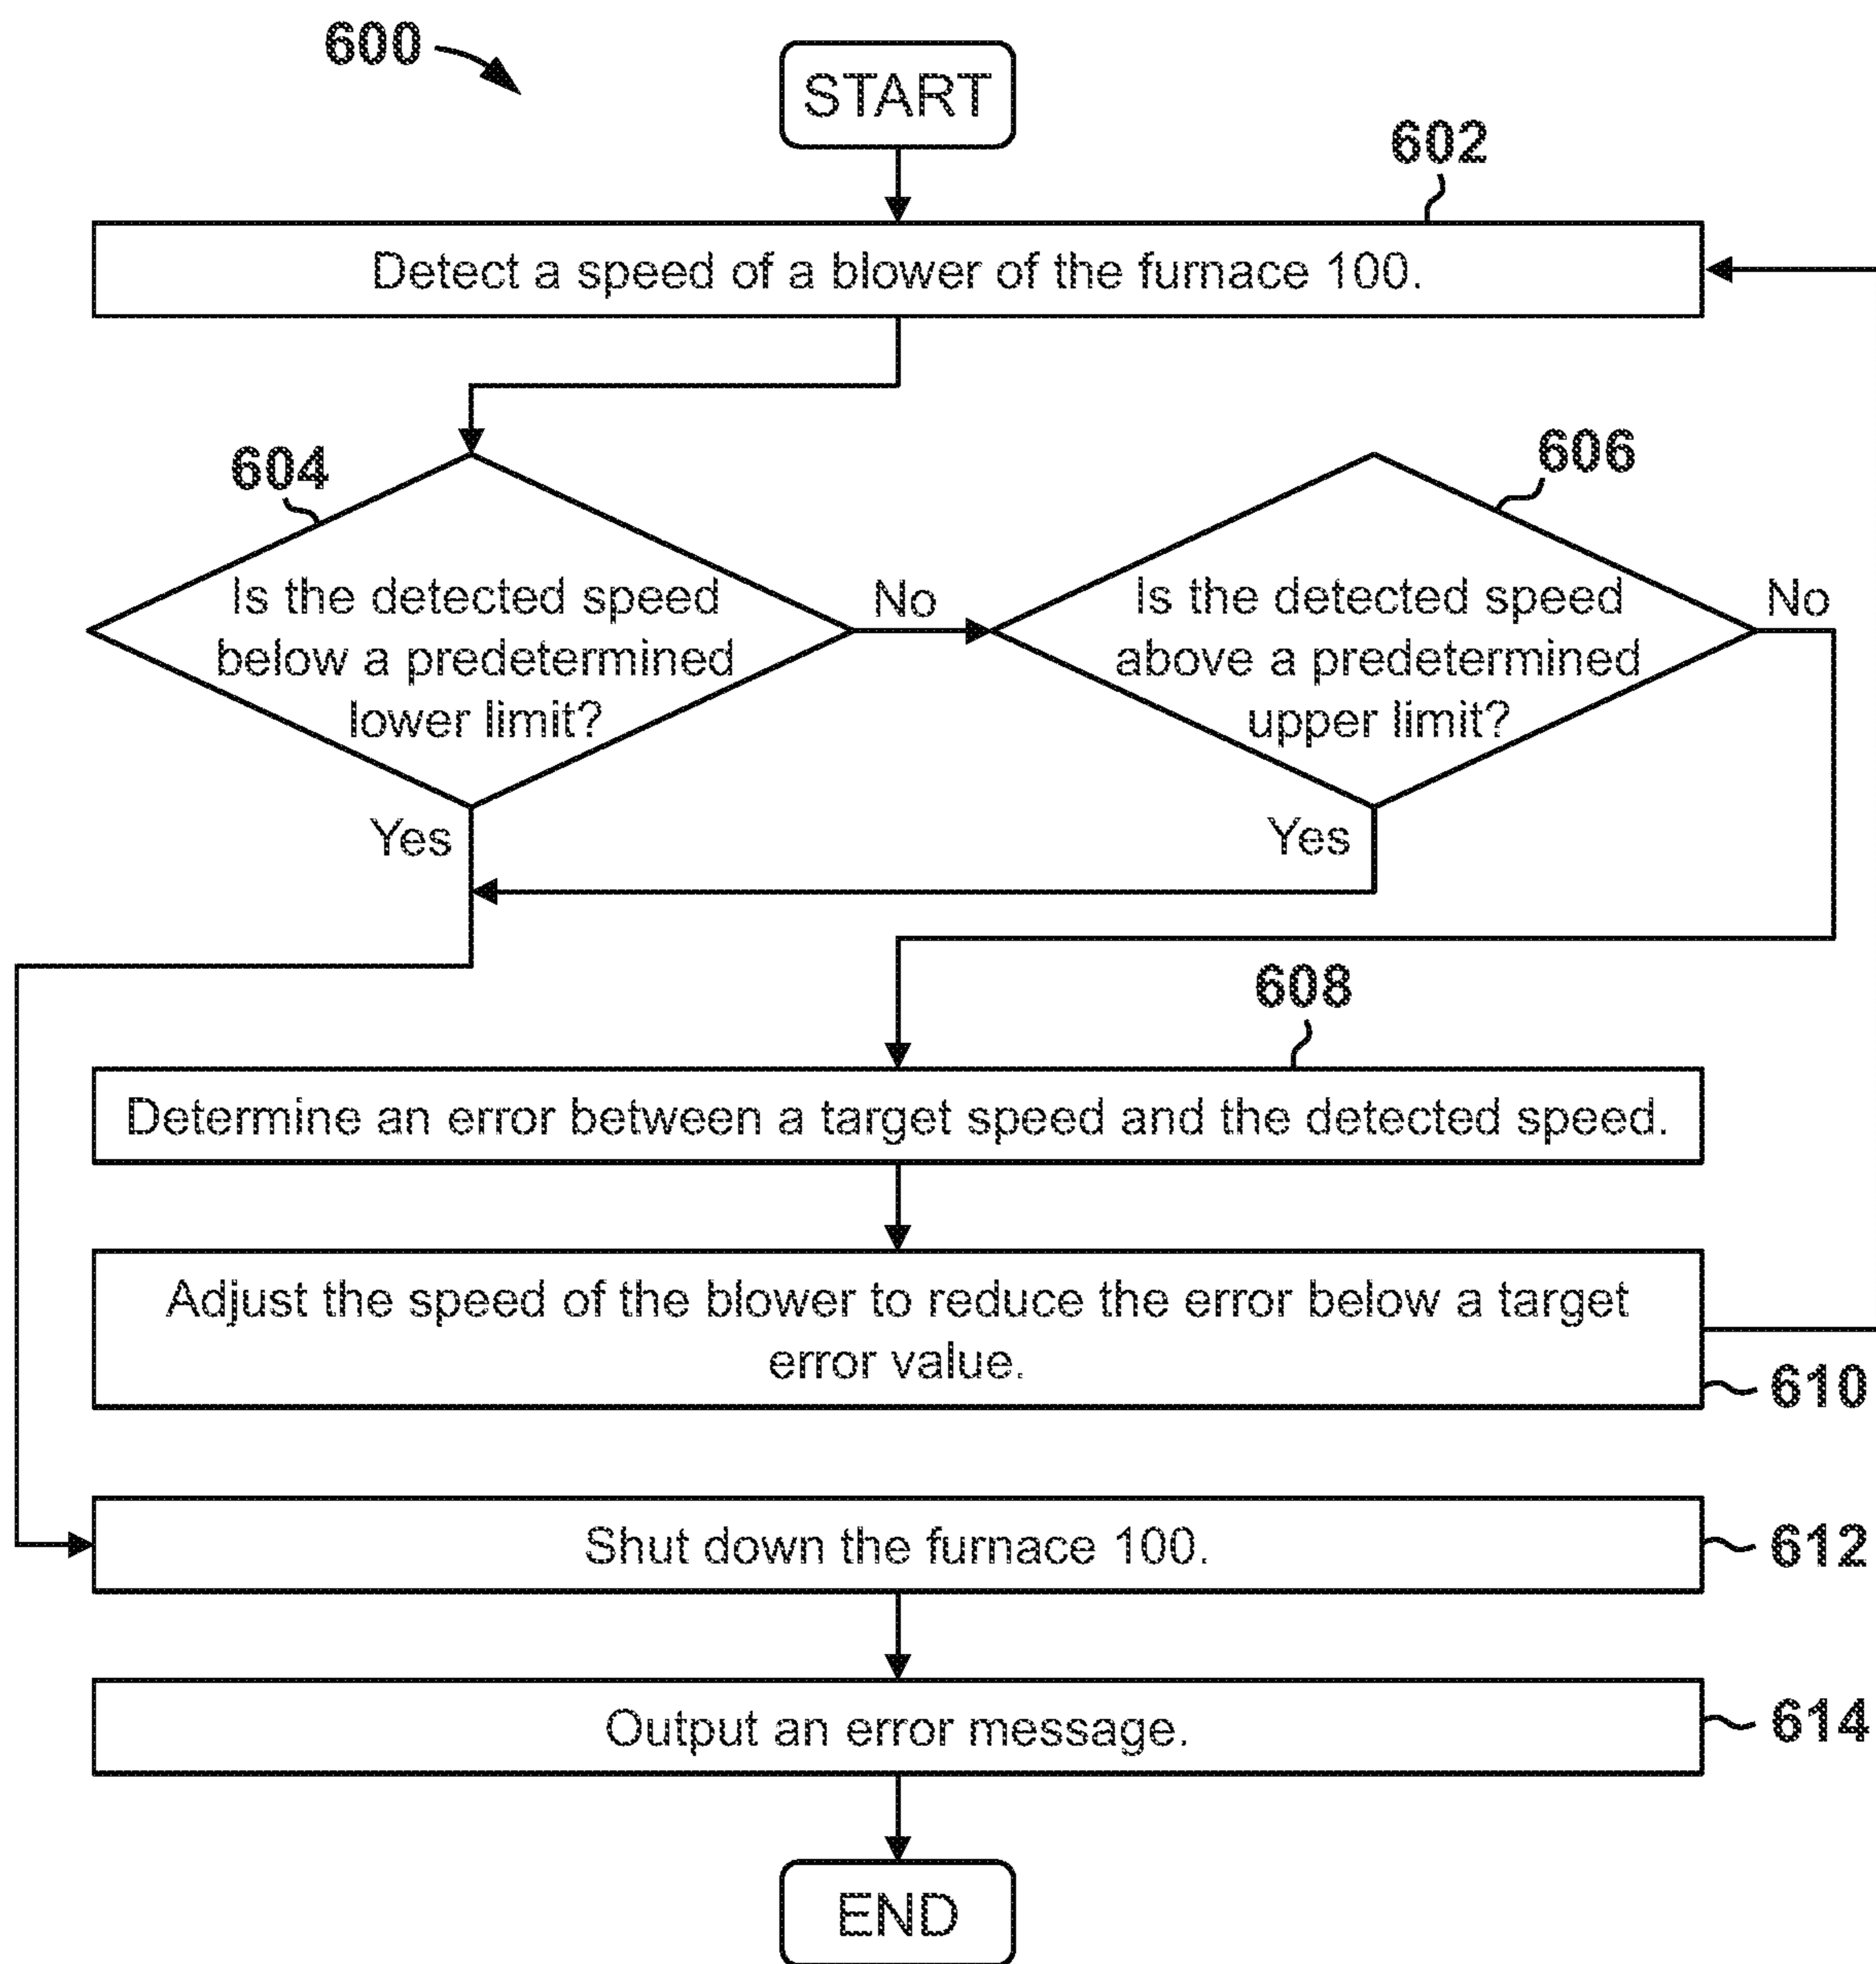 600
START
602
Detect a speed of a blower of the furnace 100.
604
606
Is the detected speed
below a predetermined
lower limit?
No
Is the detected speed
above a predetermined
upper limit?
No
Yes
Yes
608
Determine an error between a target speed and the detected speed.
Adjust the speed of the blower to reduce the error below a target
error value.
610
Shut down the furnace 100.
612
Output an error message.
614
END